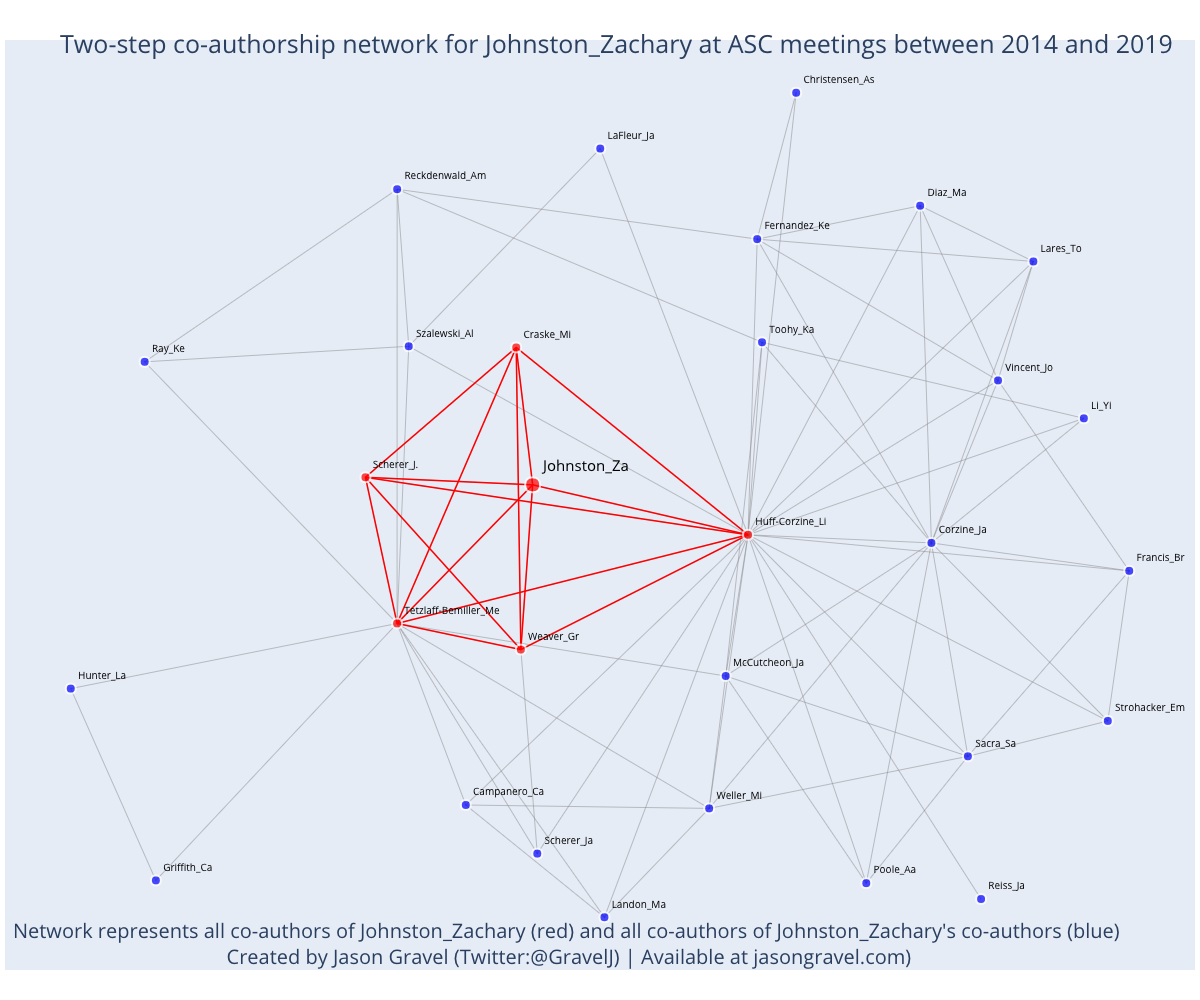 Two-step co-authorship network for Johnston_Zachary at ASC meetings between 2014 and 2019
Christensen_As
LaFleur_Ja
Reckdenwald_Am
Diaz_Ma
Fernandez_Ke
Lares_To
Toohy_Ka
Szalewski_Al
Craske_Mi
Ray_Ke
Vincent_Jo
Li_Yi
Scherer_J.
Johnston_Za
Huff-Corzine_Li
Corzine_Ja
Francis_Br
Tetzlaff-Bemiller_Me
Weaver_Gr
McCutcheon_Ja
Hunter_La
Strohacker_Em
Sacra_Sa
Campanero_Ca
Weller_Mi
Scherer_Ja
Griffith_Ca
Poole_Aa
Reiss_Ja
Landon_Ma
Network represents all co-authors of Johnston_Zachary (red) and all co-authors of Johnston_Zachary's co-authors (blue)
Created by Jason Gravel (Twitter:@GravelJ) | Available at jasongravel.com)